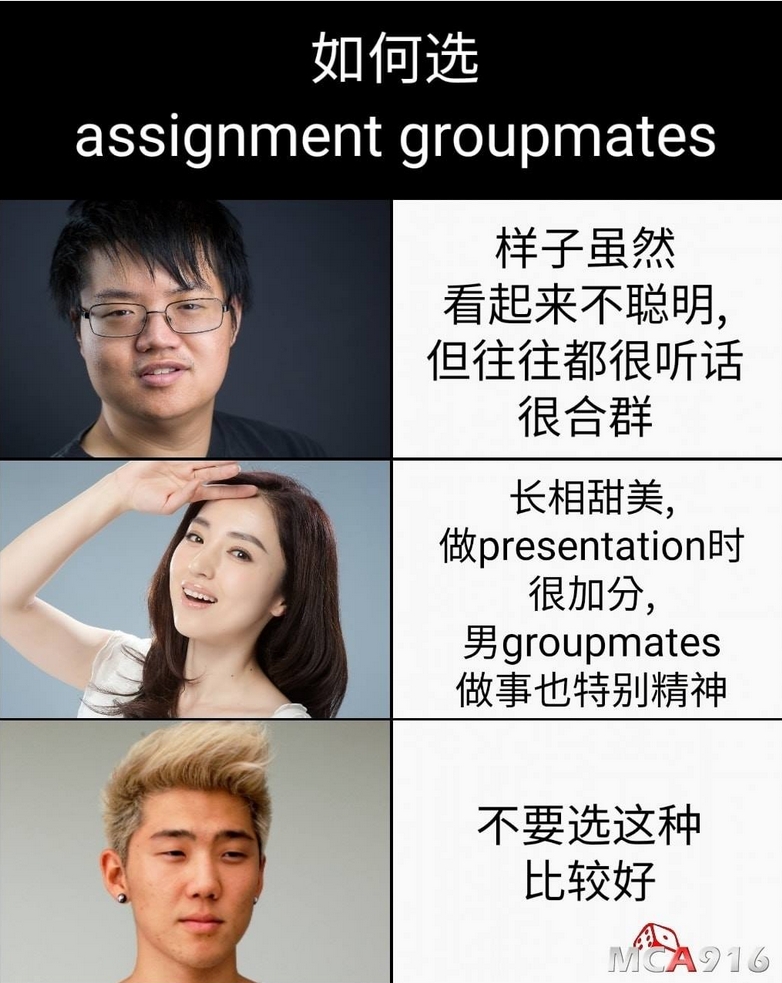 如何选
assignment groupmates
样子虽然
看起来不聪明,
但往往都很听话
很合群
长相甜美,
做presentation时
很加分,
男groupmates
做事也特别精神
不要选这种
比较好
MCA916